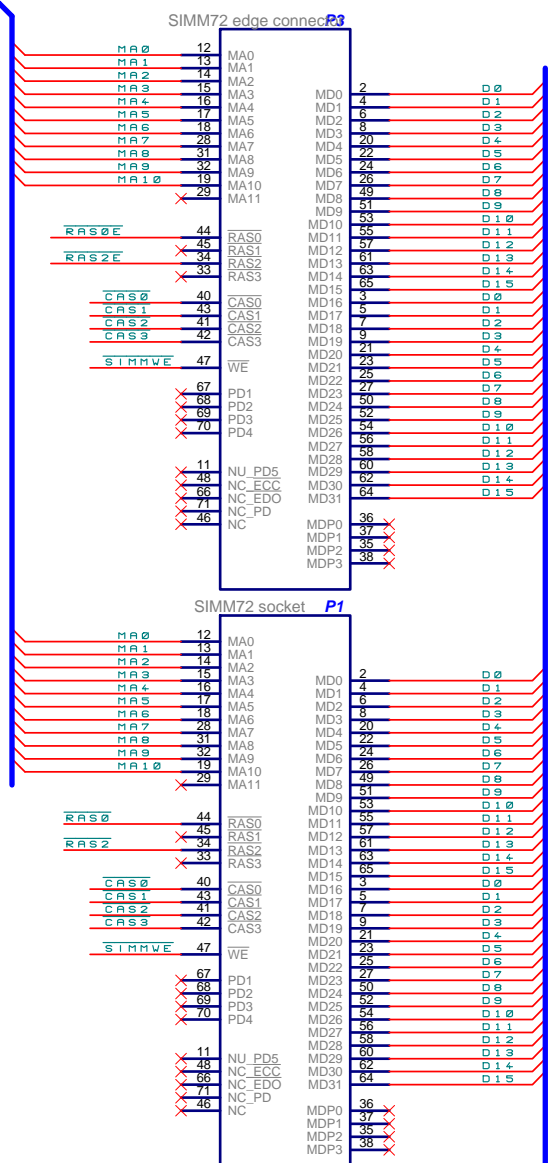 SIMM72 edge connector P3
MA0 12 MA0
MA1 13 MA1
MA2 14 MA2
MA3 15 MA3
MA4 16 MA4
MA5 17 MA5
MA6 18 MA6
MA7 28 MA7
MA8 31 MA8
MA9 32 MA9
MA10 19 MA10
29 MA11
RAS0E 44 RAS0
45 RAS1
RAS2E 34 RAS2
33 RAS3
CAS0 40 CAS0
CAS1 43 CAS1
CAS2 41 CAS2
CAS3 42 CAS3
SIMMWE 47 WE
67 PD1
68 PD2
69 PD3
70 PD4
11 NU_PD5
48 NC_ECC
66 NC_EDO
71 NC_PD
46 NC
MD0 2 D0
MD1 4 D1
MD2 6 D2
MD3 8 D3
MD4 20 D4
MD5 22 D5
MD6 24 D6
MD7 26 D7
MD8 49 D8
MD9 51 D9
MD10 53 D10
MD11 55 D11
MD12 57 D12
MD13 61 D13
MD14 63 D14
MD15 65 D15
MD16 3 D0
MD17 5 D1
MD18 7 D2
MD19 9 D3
MD20 21 D4
MD21 23 D5
MD22 25 D6
MD23 27 D7
MD24 50 D8
MD25 52 D9
MD26 54 D10
MD27 56 D11
MD28 58 D12
MD29 60 D13
MD30 62 D14
MD31 64 D15
MDP0 36
MDP1 37
MDP2 35
MDP3 38
SIMM72 socket P1
MA0 12 MA0
MA1 13 MA1
MA2 14 MA2
MA3 15 MA3
MA4 16 MA4
MA5 17 MA5
MA6 18 MA6
MA7 28 MA7
MA8 31 MA8
MA9 32 MA9
MA10 19 MA10
29 MA11
RAS0 44 RAS0
45 RAS1
RAS2 34 RAS2
33 RAS3
CAS0 40 CAS0
CAS1 43 CAS1
CAS2 41 CAS2
CAS3 42 CAS3
SIMMWE 47 WE
67 PD1
68 PD2
69 PD3
70 PD4
11 NU_PD5
48 NC_ECC
66 NC_EDO
71 NC_PD
46 NC
MD0 2 D0
MD1 4 D1
MD2 6 D2
MD3 8 D3
MD4 20 D4
MD5 22 D5
MD6 24 D6
MD7 26 D7
MD8 49 D8
MD9 51 D9
MD10 53 D10
MD11 55 D11
MD12 57 D12
MD13 61 D13
MD14 63 D14
MD15 65 D15
MD16 3 D0
MD17 5 D1
MD18 7 D2
MD19 9 D3
MD20 21 D4
MD21 23 D5
MD22 25 D6
MD23 27 D7
MD24 50 D8
MD25 52 D9
MD26 54 D10
MD27 56 D11
MD28 58 D12
MD29 60 D13
MD30 62 D14
MD31 64 D15
MDP0 36
MDP1 37
MDP2 35
MDP3 38